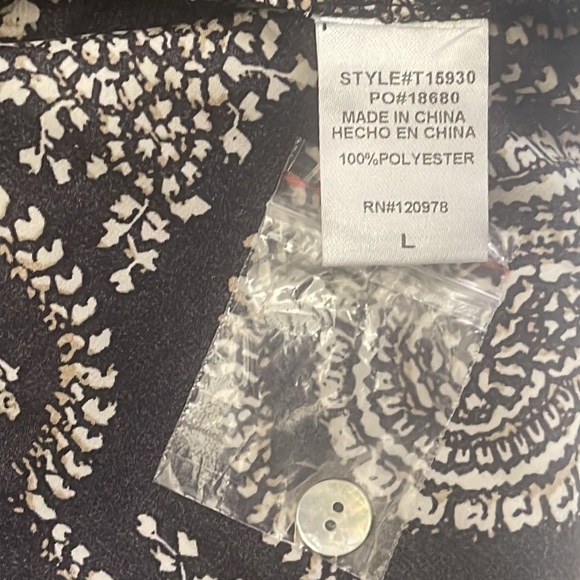 STYLE#T15930
PO#18680
MADE IN CHINA
HECHO EN CHINA
100%POLYESTER
RN#120978
L